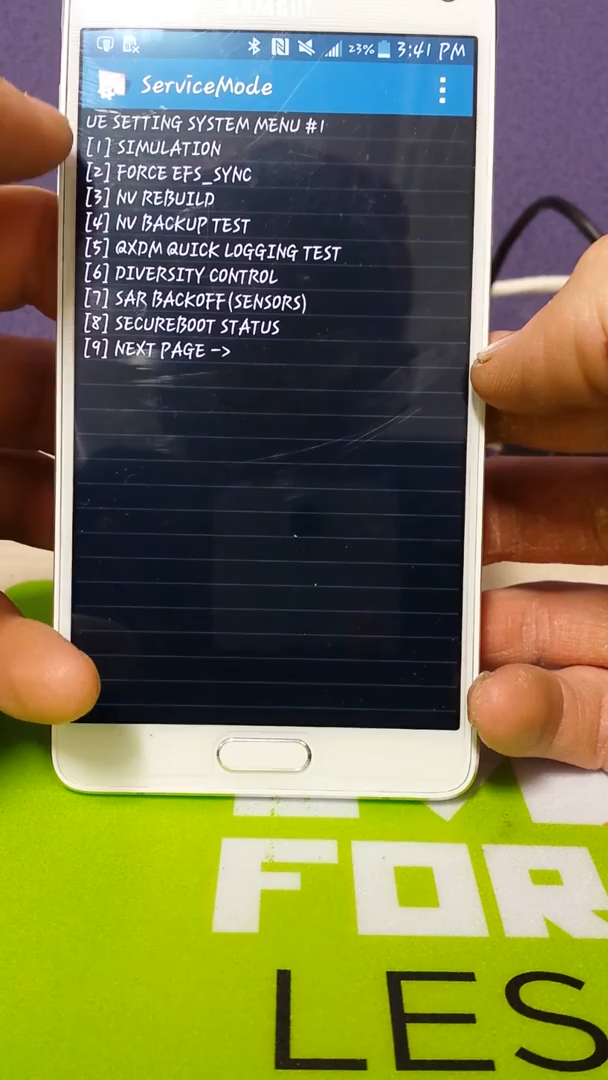 SAMSUNG
23% 3:41 PM
ServiceMode
UE SETTING SYSTEM MENU #1
[1] SIMULATION
[2] FORCE EFS_SYNC
[3] NV REBUILD
[4] NV BACKUP TEST
[5] QXDM QUICK LOGGING TEST
[6] DIVERSITY CONTROL
[7] SAR BACKOFF(SENSORS)
[8] SECUREBOOT STATUS
[9] NEXT PAGE ->
FOR
LES